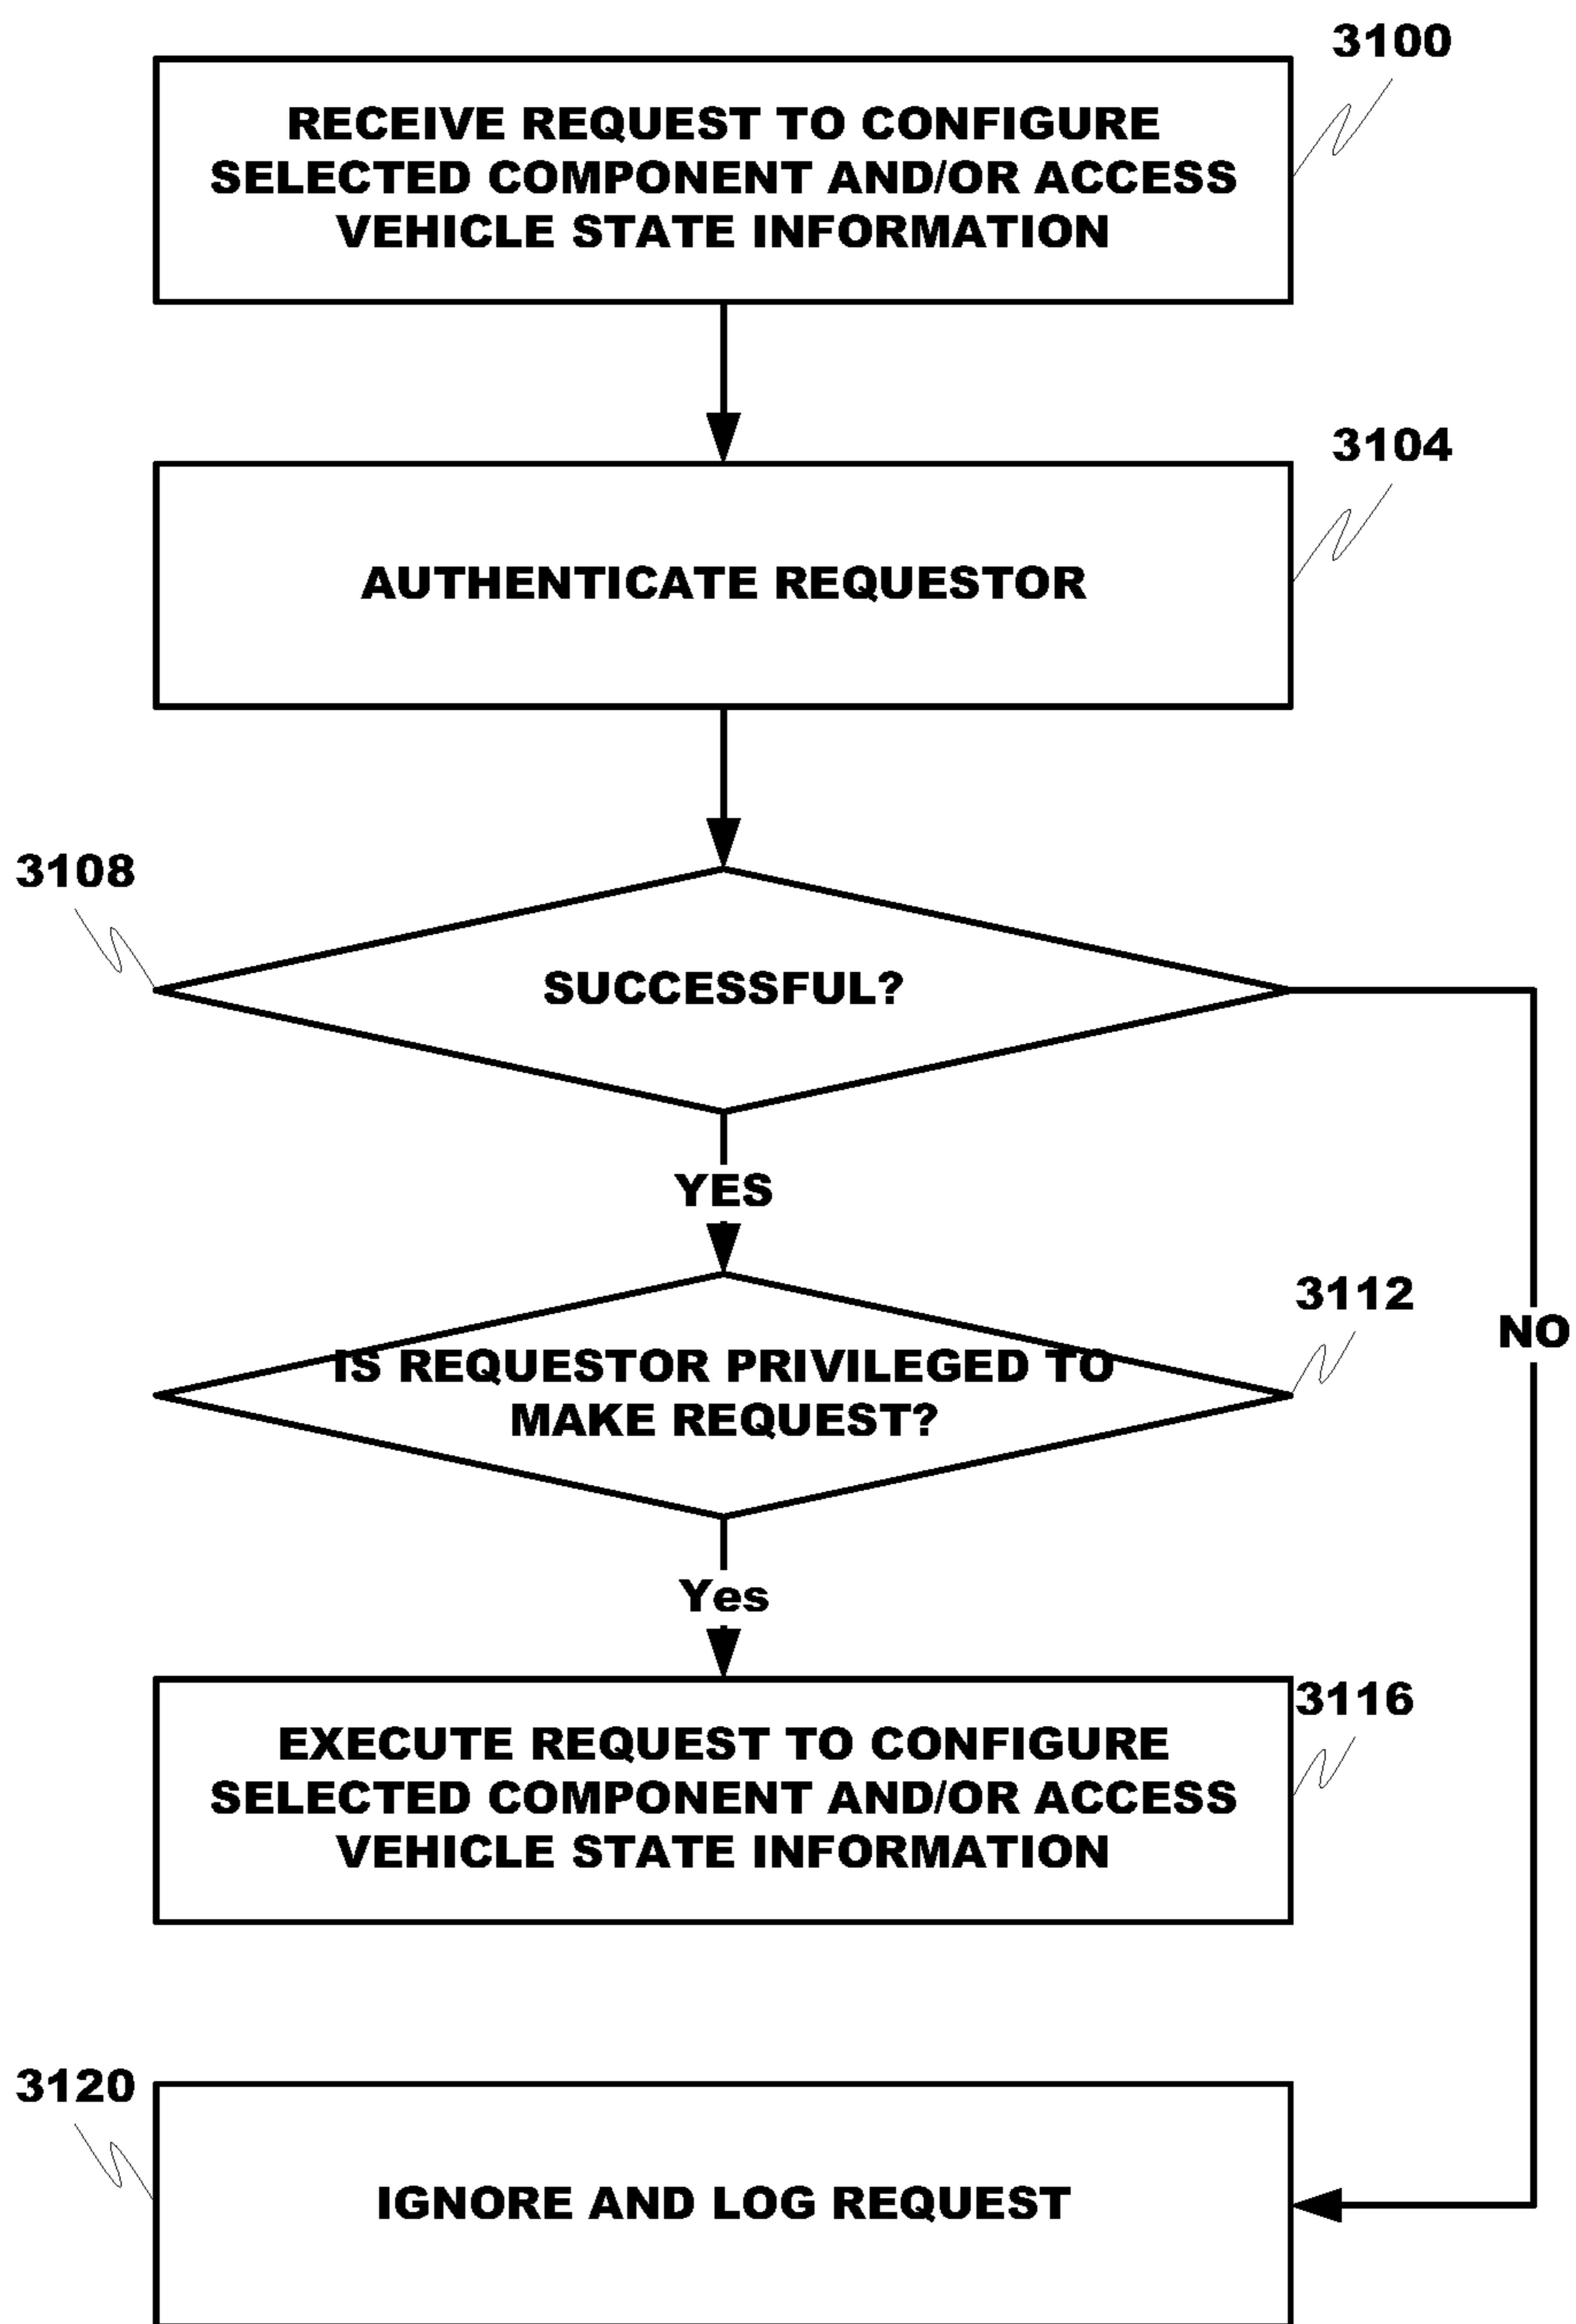 3100
RECEIVE REQUEST TO CONFIGURE
SELECTED COMPONENT AND/OR ACCESS
VEHICLE STATE INFORMATION
3104
AUTHENTICATE REQUESTOR
3108
SUCCESSFUL?
YES
3112
NO
IS REQUESTOR PRIVILEGED TO
MAKE REQUEST?
Yes
3116
EXECUTE REQUEST TO CONFIGURE
SELECTED COMPONENT AND/OR ACCESS
VEHICLE STATE INFORMATION
3120
IGNORE AND LOG REQUEST